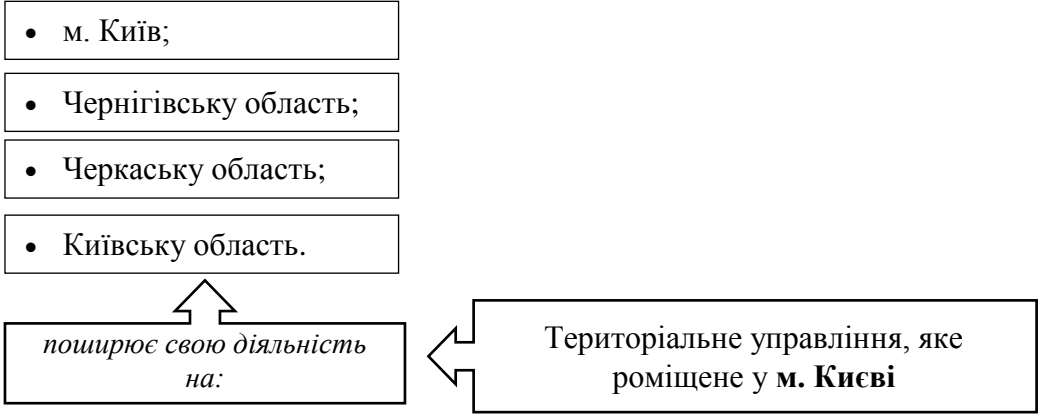 • м. Київ;
• Чернігівську область;
• Черкаську область;
• Київську область.
поширює свою діяльність
на:
Територіальне управління, яке
роміщене у м. Києві